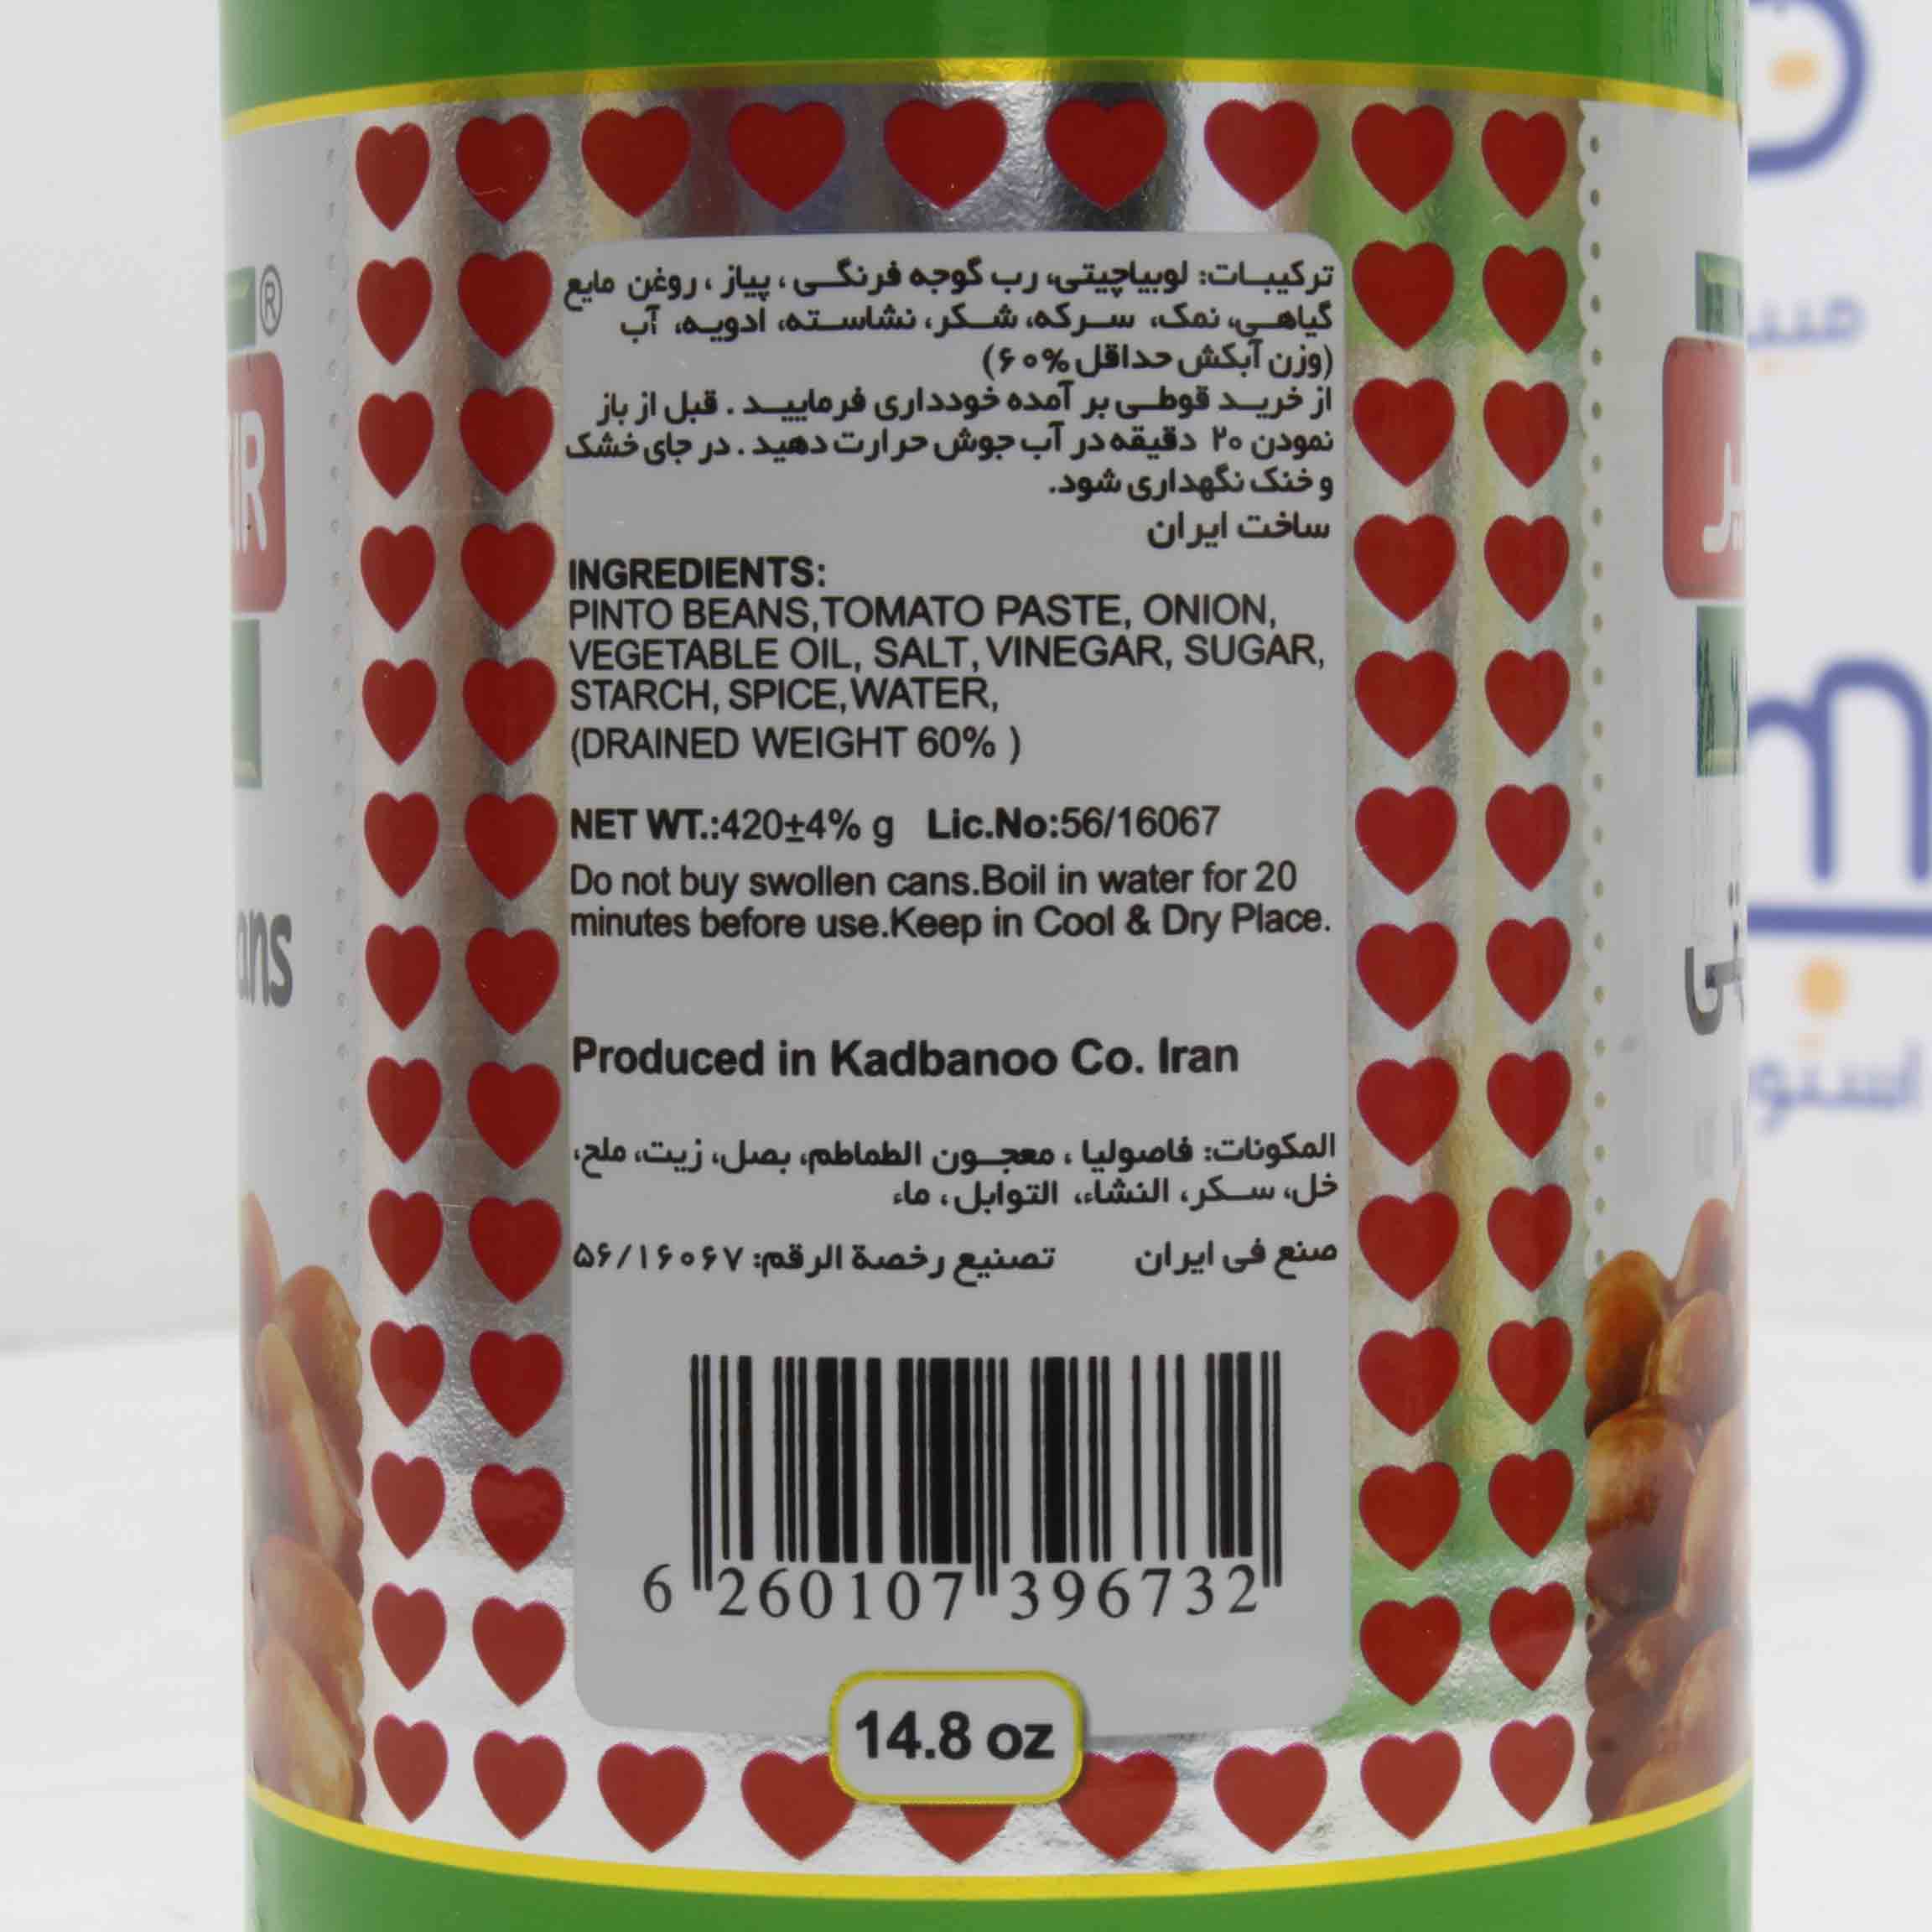 ترکیبات: لوبیاچیتی، رب گوجه فرنگی ، پیاز ، روغن مایع
گیاهی، نمک، سرکه، شکر، نشاسته، ادویه، آب
(وزن آبکش حداقل ۶۰%)
از خرید قوطی بر آمده خودداری فرمایید . قبل از باز
نمودن ۲۰ دقیقه در آب جوش حرارت دهید . در جای خشک
و خنک نگهداری شود.
ساخت ایران
INGREDIENTS:
PINTO BEANS,TOMATO PASTE, ONION,
VEGETABLE OIL, SALT, VINEGAR, SUGAR,
STARCH, SPICE,WATER,
(DRAINED WEIGHT 60% )
NET WT.:420±4% g Lic.No:56/16067
Do not buy swollen cans.Boil in water for 20
minutes before use.Keep in Cool & Dry Place.
Produced in Kadbanoo Co. Iran
المکونات: فاصولیا ، معجون الطماطم، بصل، زیت، ملح،
خل، سکر، النشاء، التوابل ، ماء
صنع فی ایران تصنیع رخصة الرقم: ۵۶/۱۶۰۶۷
6 260107 396732
14.8 oz